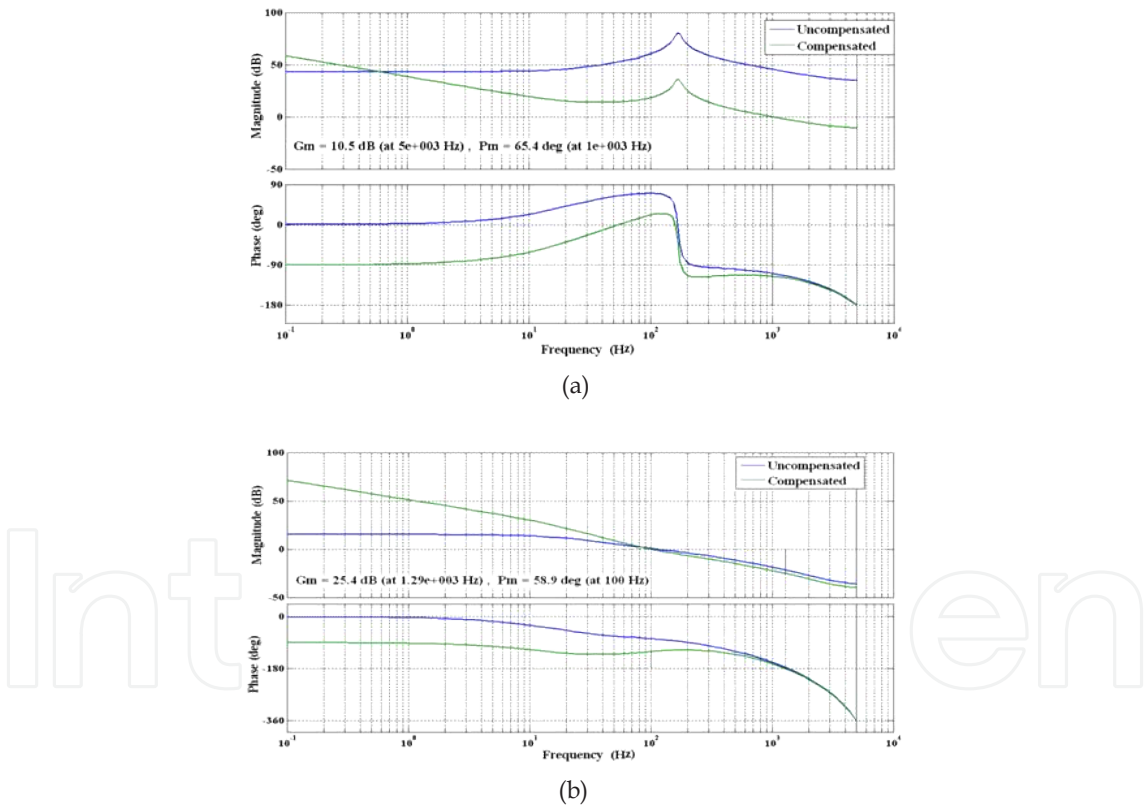 100
50
0
-50
Magnitude (dB)
Uncompensated
Compensated
Gm = 10.5 dB (at 5e+003 Hz) , Pm = 65.4 deg (at 1e+003 Hz)
90
0
-90
-180
Phase (deg)
10^-1
10^0
10^1
10^2
10^3
10^4
Frequency (Hz)
(a)
100
50
0
-50
Magnitude (dB)
Uncompensated
Compensated
Gm = 25.4 dB (at 1.29e+003 Hz) , Pm = 58.9 deg (at 100 Hz)
0
-180
-360
Phase (deg)
10^-1
10^0
10^1
10^2
10^3
10^4
Frequency (Hz)
(b)
Int
en